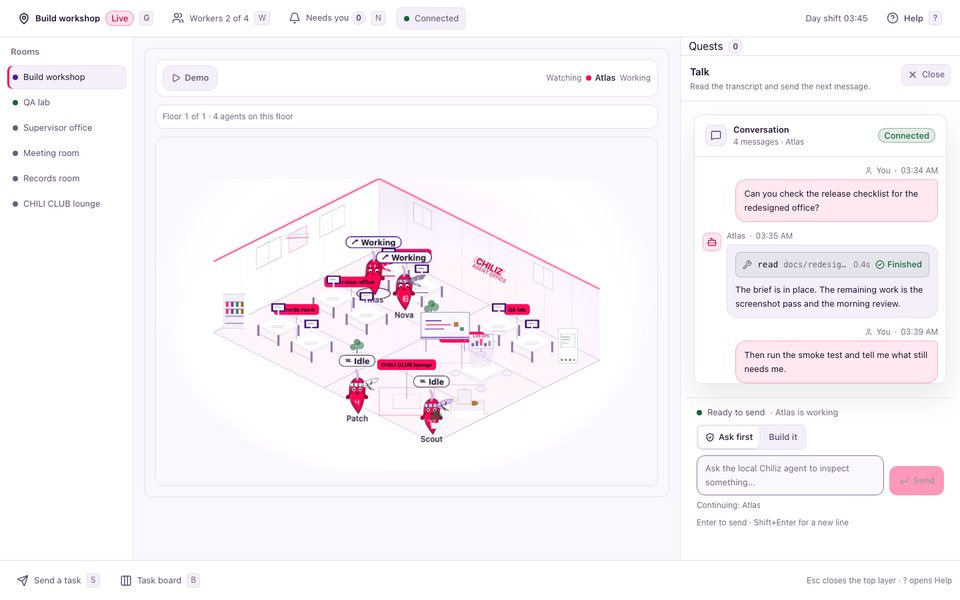 Build workshop Live G Workers 2 of 4 W Needs you 0 N Connected Day shift 03:45 Help ?
Rooms
Build workshop
QA lab
Supervisor office
Meeting room
Records room
CHILI CLUB lounge
Demo Watching Atlas Working
Floor 1 of 1 · 4 agents on this floor
Working
Working
CHILIZ
AGENT OFFICE
Nova
QA lab
Idle
CHILI CLUB lounge
Idle
4
Patch
Scout
Quests 0
Talk
Read the transcript and send the next message.
Close
Conversation
4 messages · Atlas
Connected
You · 03:34 AM
Can you check the release checklist for the
redesigned office?
Atlas · 03:35 AM
read docs/redesig… 0.4s Finished
The brief is in place. The remaining work is the
screenshot pass and the morning review.
You · 03:39 AM
Then run the smoke test and tell me what still
needs me.
Ready to send · Atlas is working
Ask first Build it
Ask the local Chiliz agent to inspect
something...
Send
Continuing: Atlas
Enter to send · Shift+Enter for a new line
Send a task S Task board B Esc closes the top layer · ? opens Help